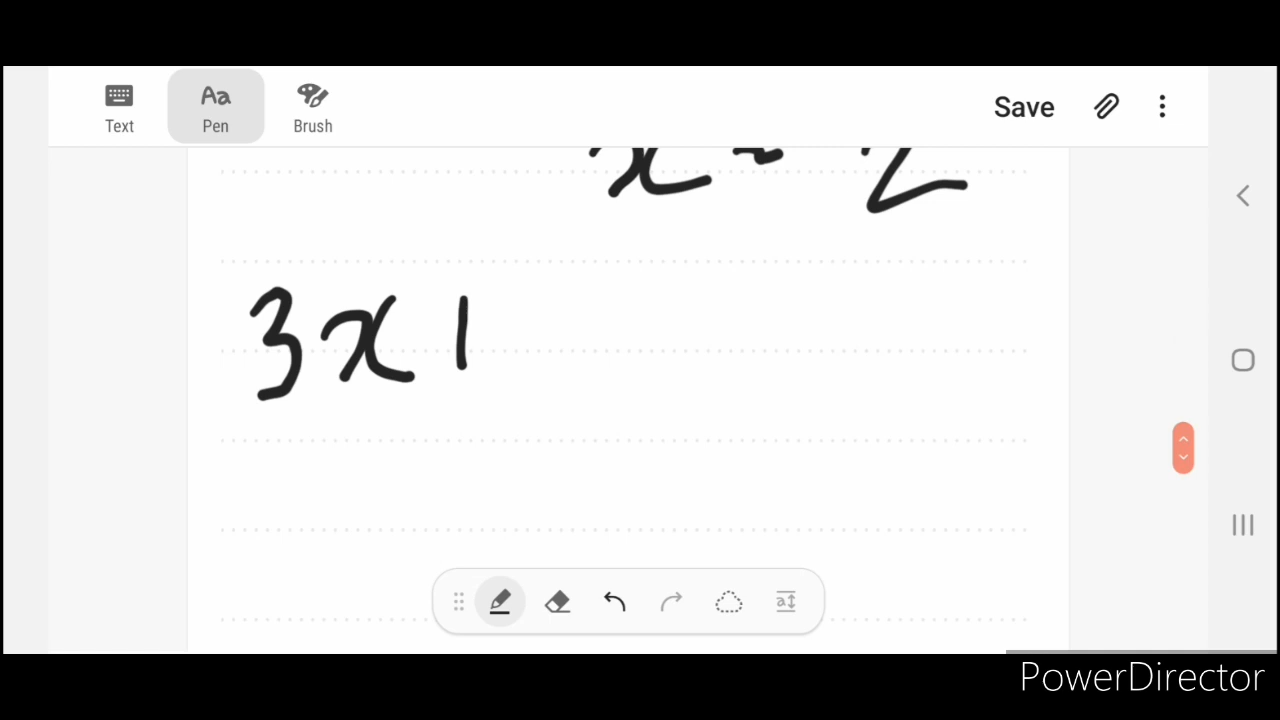 Text Pen Brush Save
x = 2
3x 1
PowerDirector